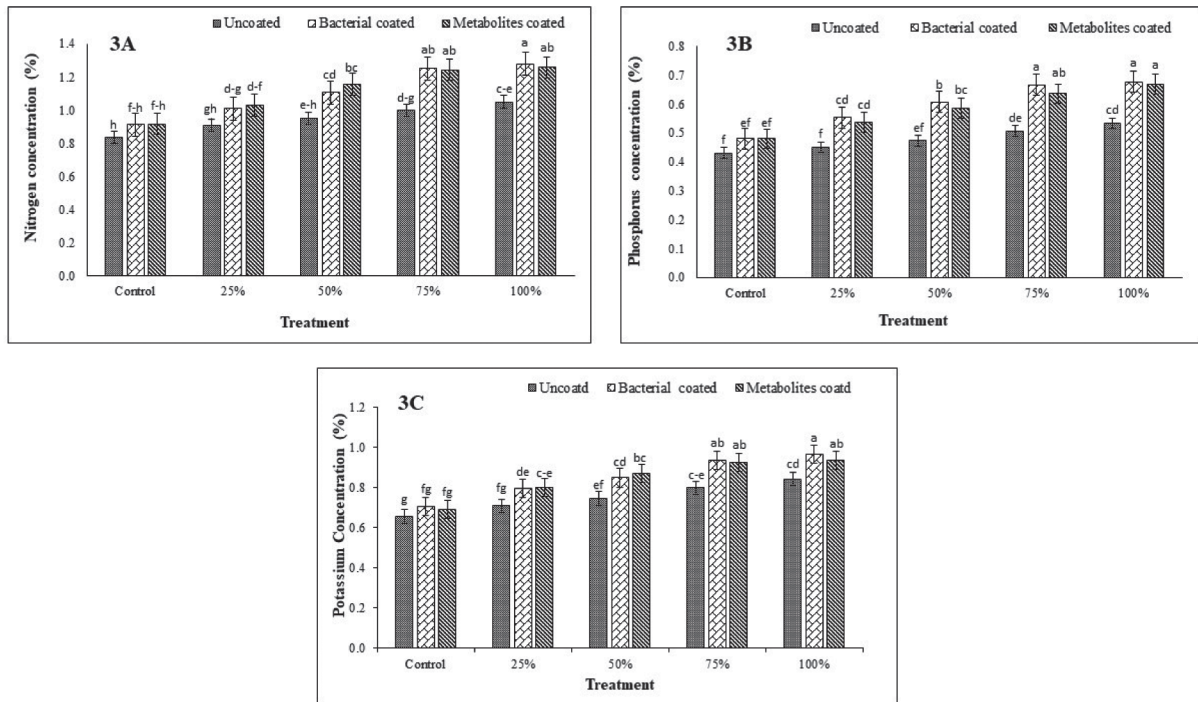 Uncoated Bacterial coated Metabolites coated
3A
Nitrogen concentration (%)
1.4
1.2
1.0
0.8
0.6
0.4
0.2
0.0
h f-h f-h gh d-g d-f e-h cd bc d-g ab ab c-e a ab
Control 25% 50% 75% 100%
Treatment
Uncoated Bacterial coated Metabolites coated
3B
Phosphorus concentration (%)
0.8
0.7
0.6
0.5
0.4
0.3
0.2
0.1
0.0
f ef ef f cd cd ef b bc de a ab cd a a
Control 25% 50% 75% 100%
Treatment
Uncoatd Bacterial coated Metabolites coatd
3C
Potassium Concentration (%)
1.2
1.0
0.8
0.6
0.4
0.2
0.0
g fg fg fg de c-e ef cd bc c-e ab ab cd a ab
Control 25% 50% 75% 100%
Treatment